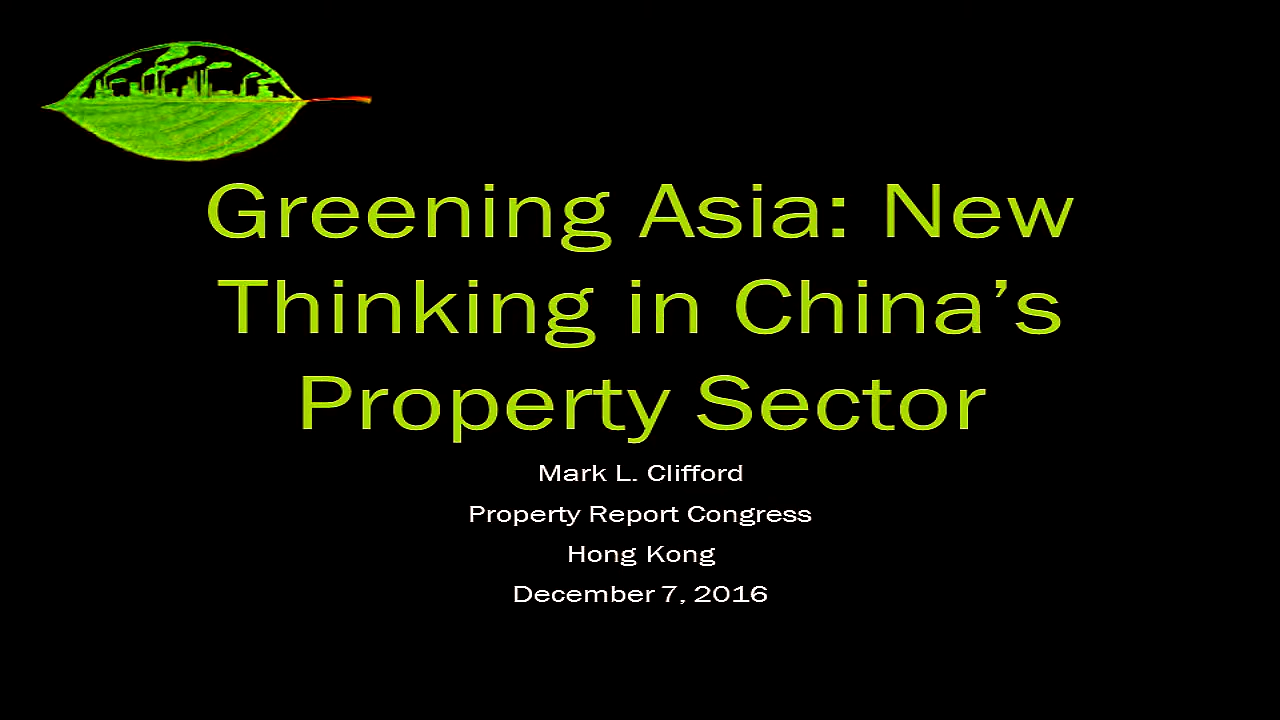 Greening Asia: New
Thinking in China’s
Property Sector
Mark L. Clifford
Property Report Congress
Hong Kong
December 7, 2016